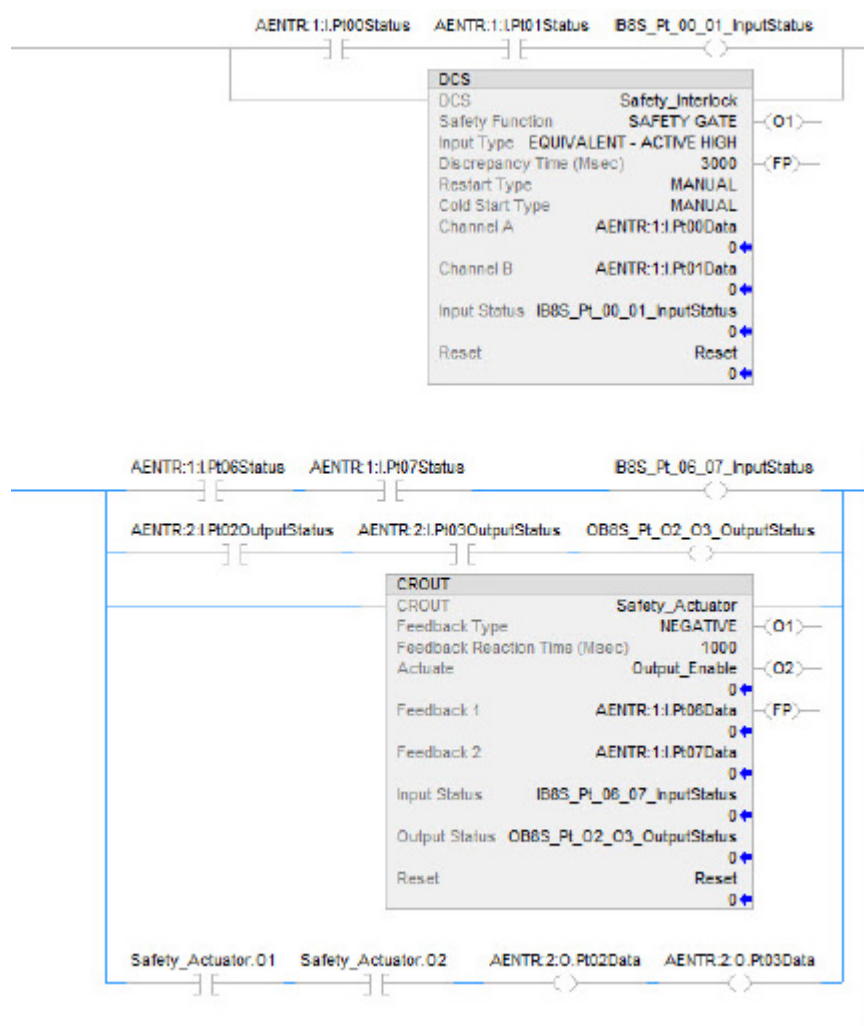 AENTR:1:I.Pt00Status AENTR:1:I.Pt01Status IB8S_Pt_00_01_InputStatus
DCS
DCS Safety_Interlock
Safety Function SAFETY GATE O1
Input Type EQUIVALENT - ACTIVE HIGH
Discrepancy Time (Msec) 3000 FP
Restart Type MANUAL
Cold Start Type MANUAL
Channel A AENTR:1:I.Pt00Data
0
Channel B AENTR:1:I.Pt01Data
0
Input Status IB8S_Pt_00_01_InputStatus
0
Reset Reset
0
AENTR:1:I.Pt06Status AENTR:1:I.Pt07Status IB8S_Pt_06_07_InputStatus
AENTR:2:I.Pt02OutputStatus AENTR:2:I.Pt03OutputStatus OB8S_Pt_O2_O3_OutputStatus
CROUT
CROUT Safety_Actuator
Feedback Type NEGATIVE O1
Feedback Reaction Time (Msec) 1000
Actuate Output_Enable O2
0
Feedback 1 AENTR:1:I.Pt06Data FP
0
Feedback 2 AENTR:1:I.Pt07Data
0
Input Status IB8S_Pt_06_07_InputStatus
0
Output Status OB8S_Pt_O2_O3_OutputStatus
0
Reset Reset
0
Safety_Actuator.O1 Safety_Actuator.O2 AENTR:2:O.Pt02Data AENTR:2:O.Pt03Data